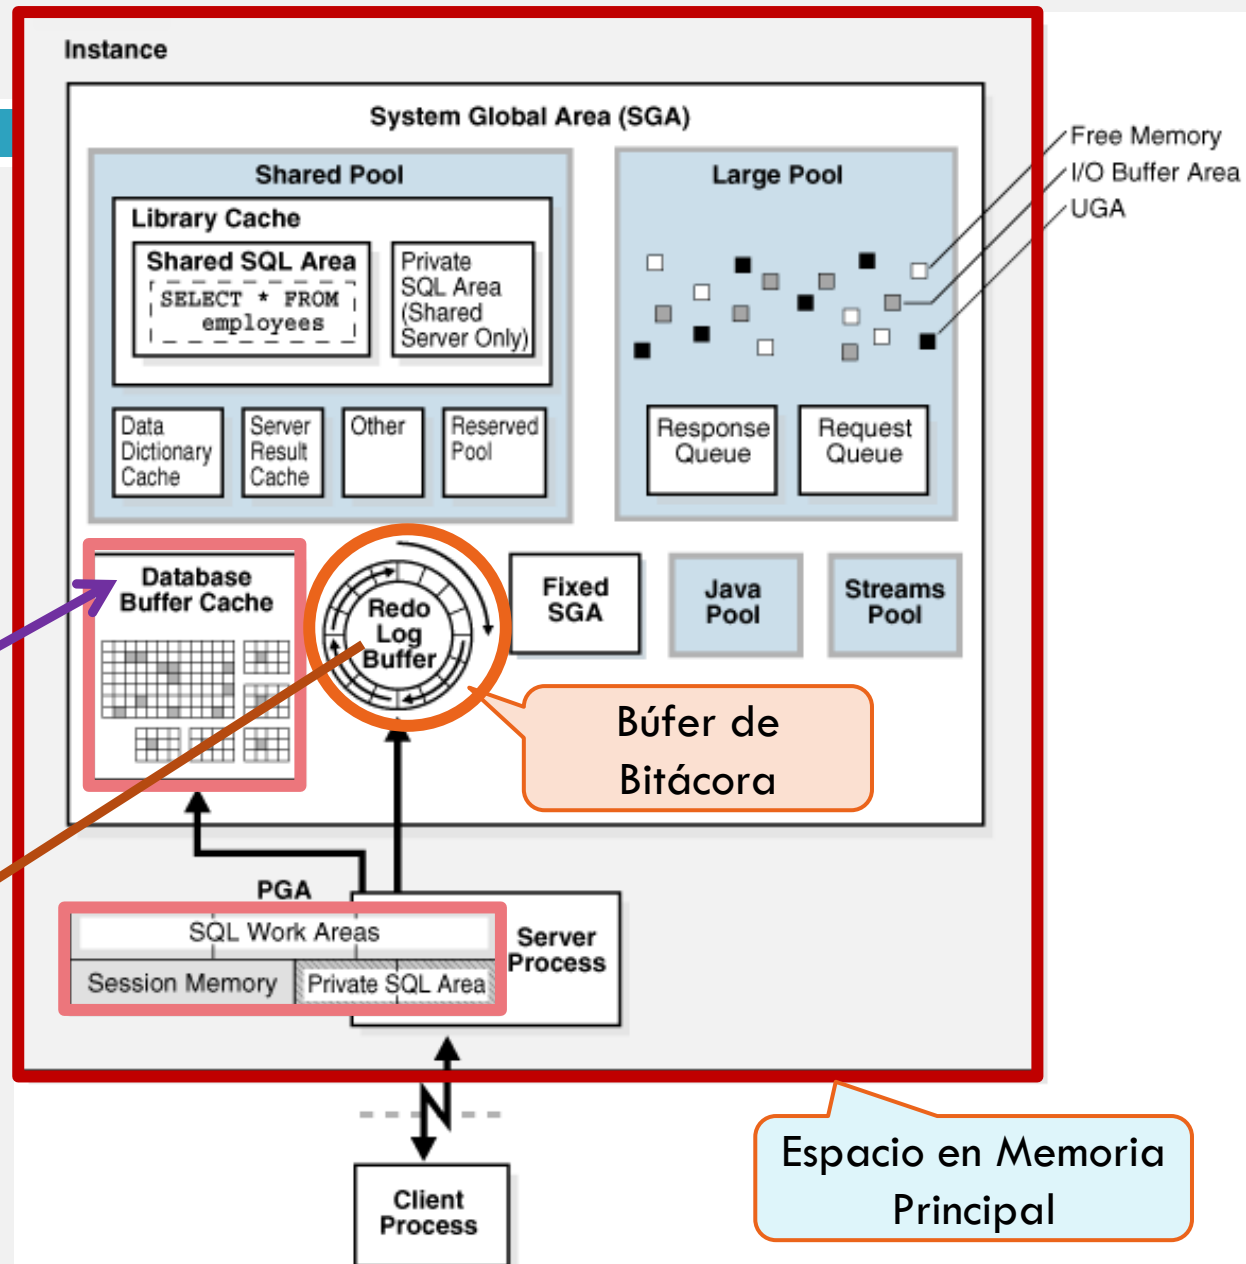 Instance
System Global Area (SGA)
Shared Pool
Library Cache
Shared SQL Area
SELECT * FROM
employees
Private
SQL Area
(Shared
Server Only)
Data
Dictionary
Cache
Server
Result
Cache
Other
Reserved
Pool
Large Pool
Free Memory
I/O Buffer Area
UGA
Response
Queue
Request
Queue
Database
Buffer Cache
Redo
Log
Buffer
Fixed
SGA
Java
Pool
Streams
Pool
Búfer de
Bitácora
PGA
SQL Work Areas
Session Memory
Private SQL Area
Server
Process
Client
Process
Espacio en Memoria
Principal